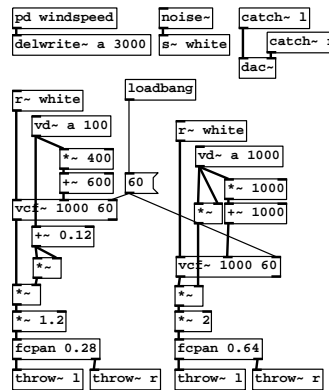 pd windspeed
delwrite~ a 3000
noise~
s~ white
catch~ l
catch~ r
dac~
loadbang
r~ white
vd~ a 100
*~ 400
+~ 600
60
vcf~ 1000 60
+~ 0.12
*~
*~
*~ 1.2
fcpan 0.28
throw~ l
throw~ r
r~ white
vd~ a 1000
*~ 1000
*~
+~ 1000
vcf~ 1000 60
*~
*~ 2
fcpan 0.64
throw~ l
throw~ r